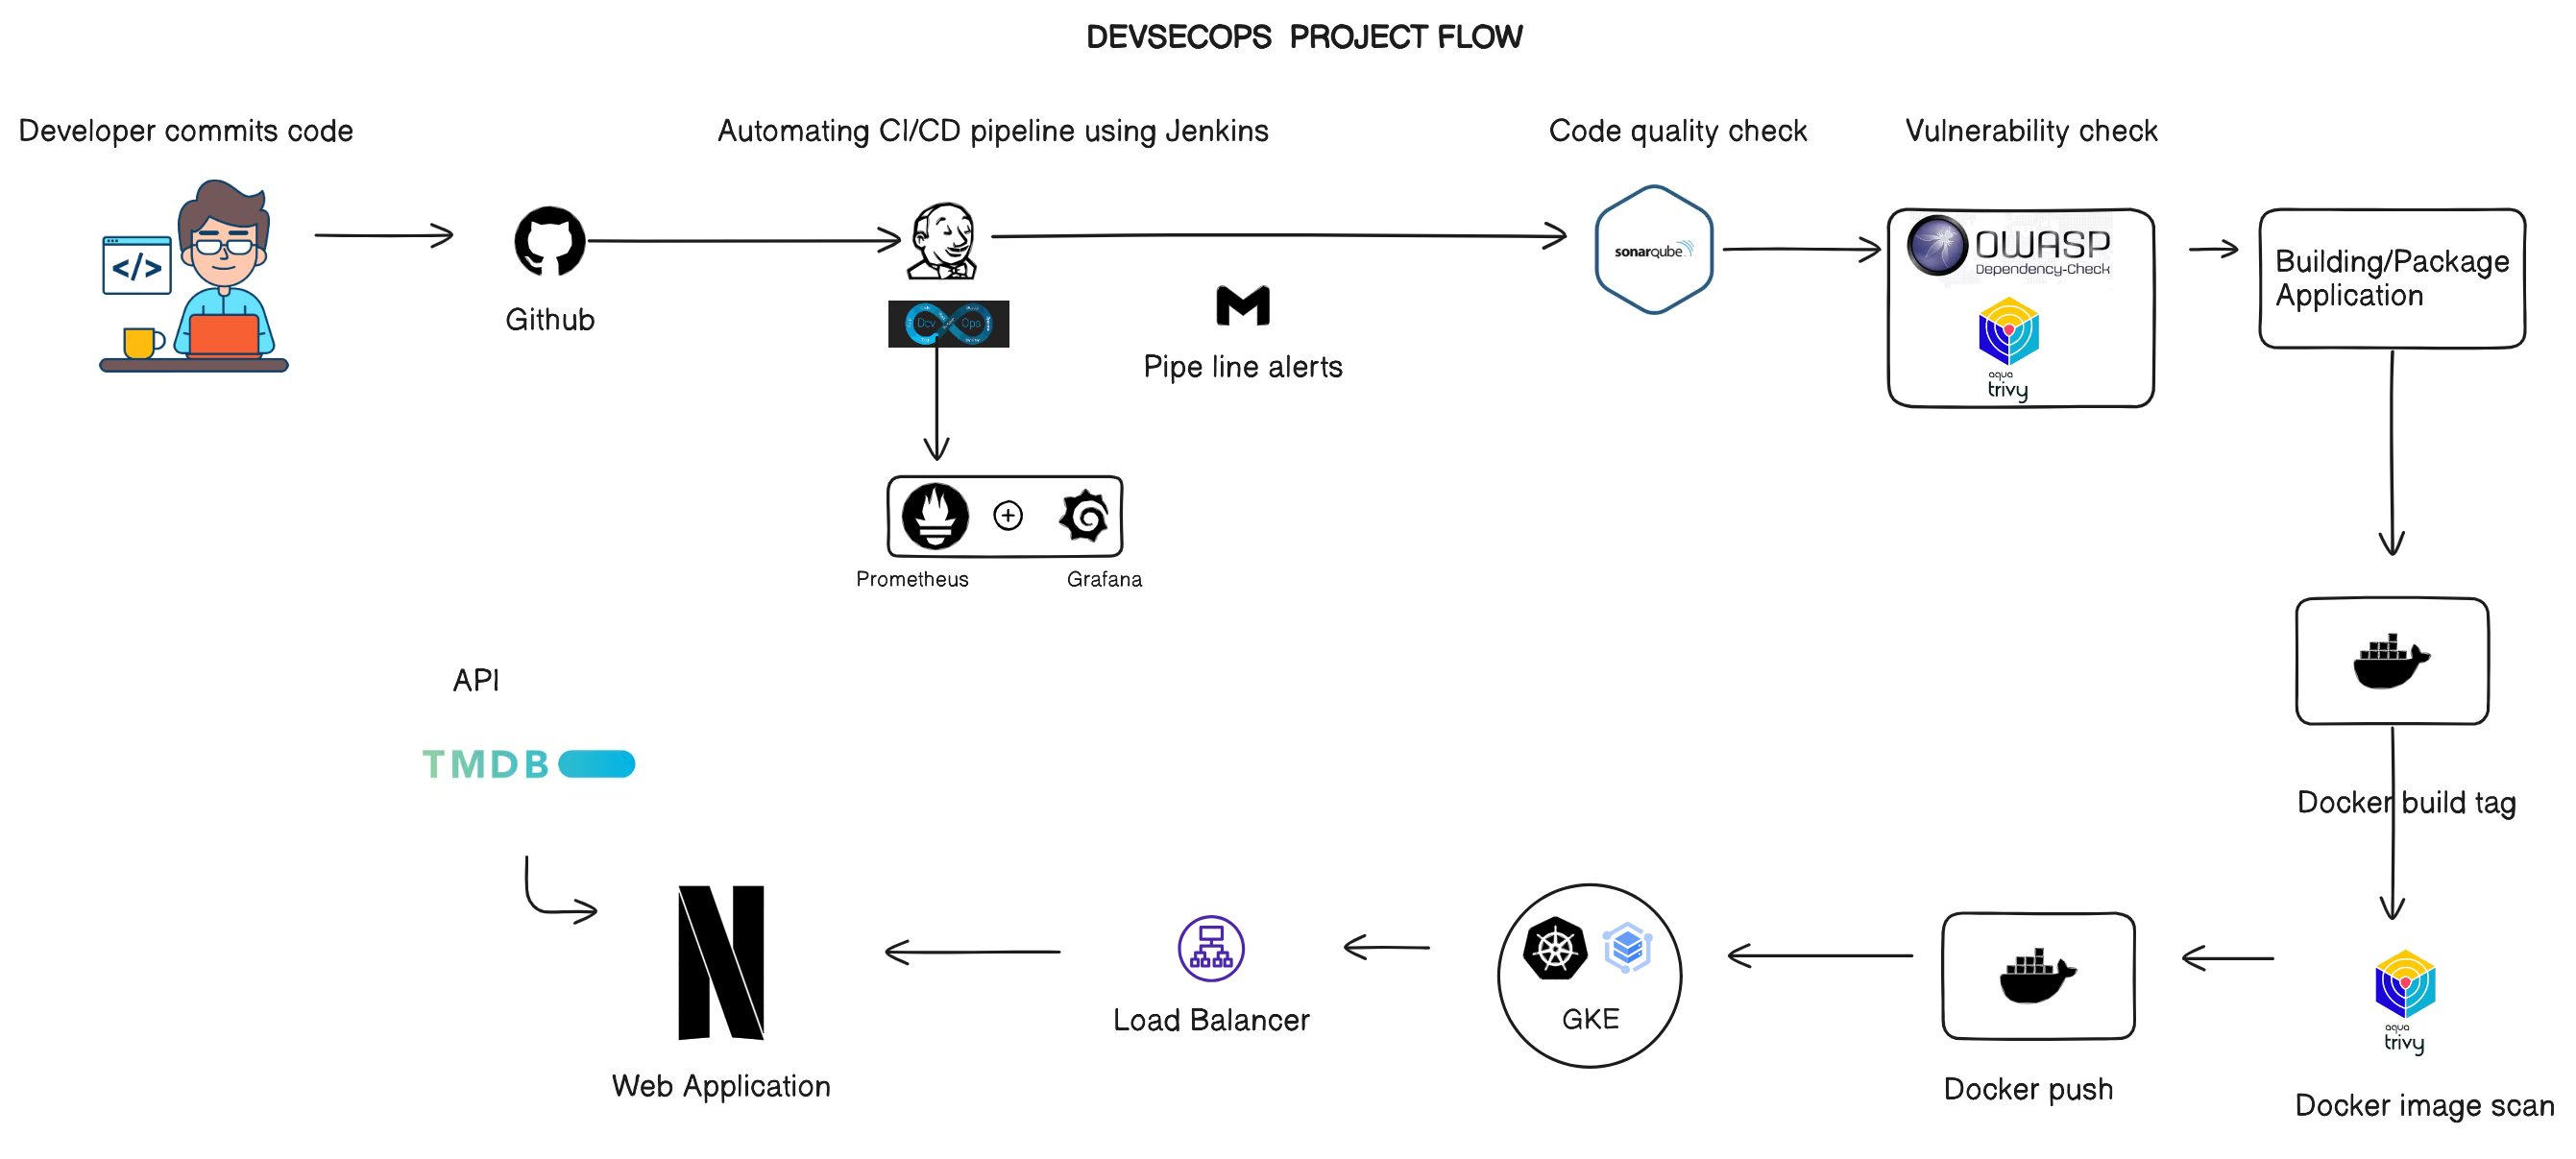 DEVSECOPS PROJECT FLOW
Developer commits code
Automating CI/CD pipeline using Jenkins
Code quality check
Vulnerability check
</>
Github
Dev Ops
Pipe line alerts
sonarqube
OWASP
Dependency-Check
aqua
trivy
Building/Package
Application
Prometheus
Grafana
API
TMDB
Docker build tag
N
Web Application
Load Balancer
GKE
Docker push
aqua
trivy
Docker image scan